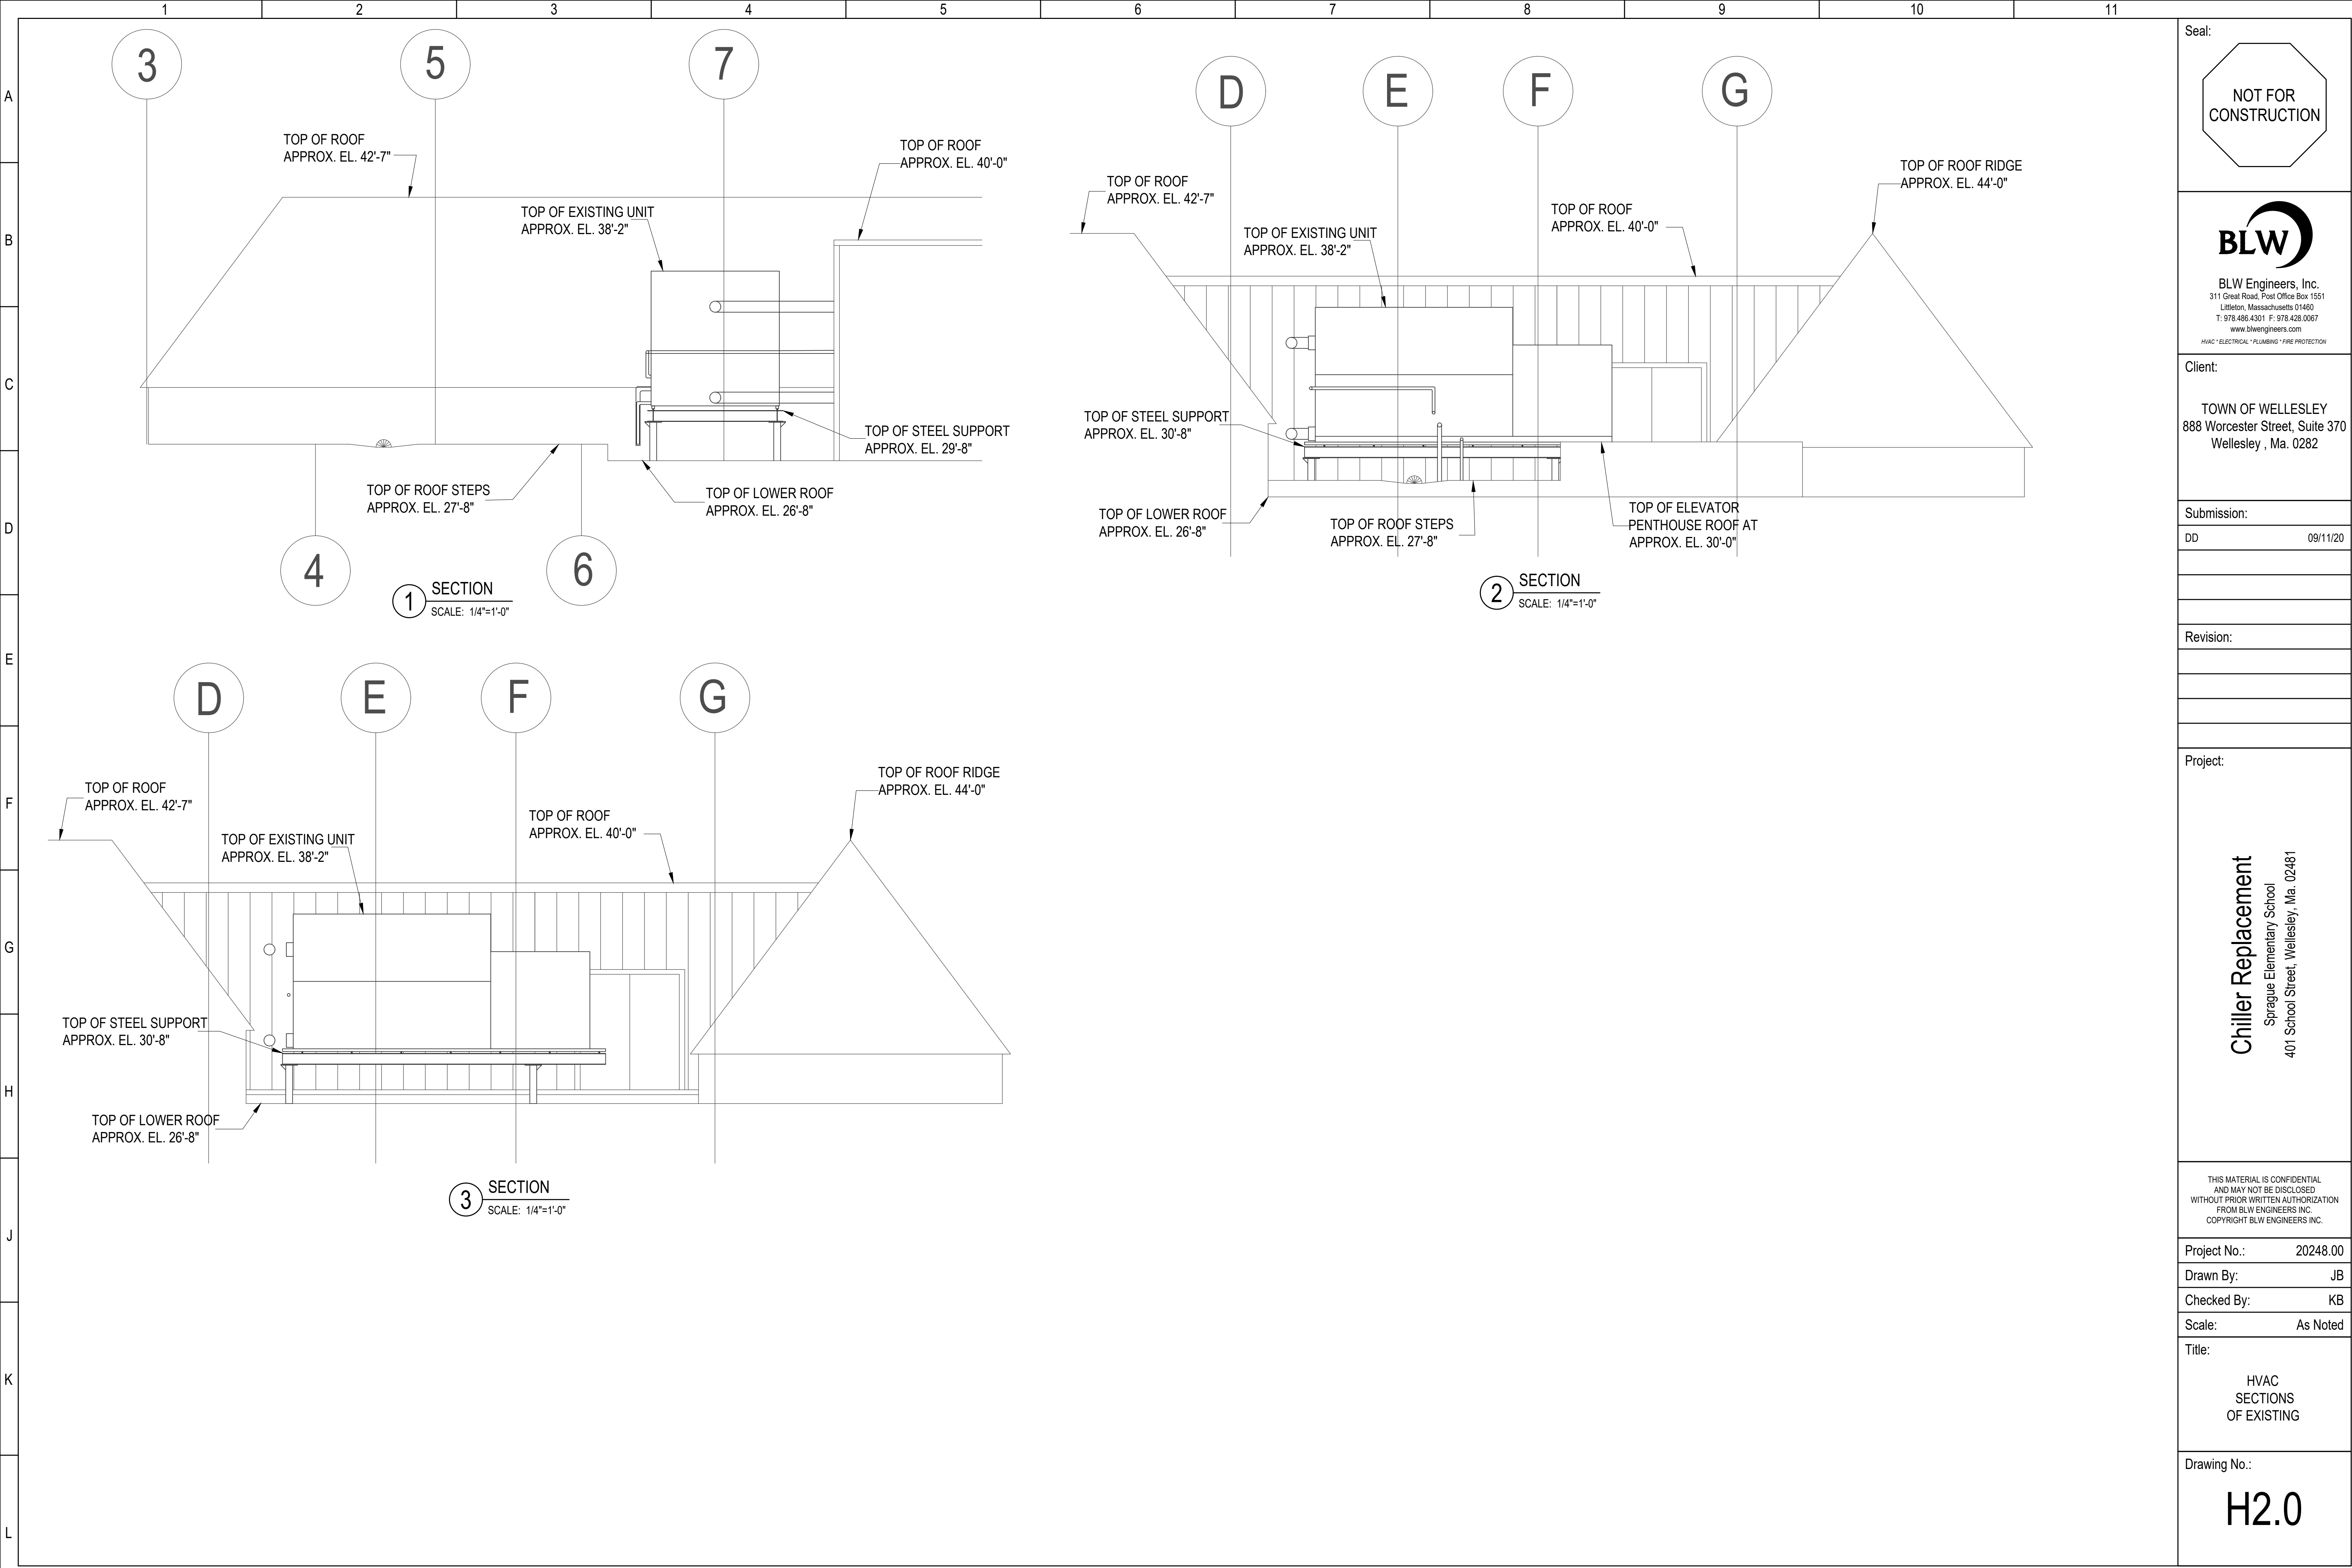 1 2 3 4 5 6 7 8 9 10 11
A
B
C
D
E
F
G
H
J
K
L
3
5
7
TOP OF ROOF
APPROX. EL. 42'-7"
TOP OF ROOF
APPROX. EL. 40'-0"
TOP OF EXISTING UNIT
APPROX. EL. 38'-2"
TOP OF STEEL SUPPORT
APPROX. EL. 29'-8"
TOP OF ROOF STEPS
APPROX. EL. 27'-8"
TOP OF LOWER ROOF
APPROX. EL. 26'-8"
4
6
1
SECTION
SCALE: 1/4"=1'-0"
D
E
F
G
TOP OF ROOF
APPROX. EL. 42'-7"
TOP OF ROOF RIDGE
APPROX. EL. 44'-0"
TOP OF ROOF
APPROX. EL. 40'-0"
TOP OF EXISTING UNIT
APPROX. EL. 38'-2"
TOP OF STEEL SUPPORT
APPROX. EL. 30'-8"
TOP OF LOWER ROOF
APPROX. EL. 26'-8"
TOP OF ROOF STEPS
APPROX. EL. 27'-8"
TOP OF ELEVATOR
PENTHOUSE ROOF AT
APPROX. EL. 30'-0"
2
SECTION
SCALE: 1/4"=1'-0"
D
E
F
G
TOP OF ROOF
APPROX. EL. 42'-7"
TOP OF ROOF RIDGE
APPROX. EL. 44'-0"
TOP OF ROOF
APPROX. EL. 40'-0"
TOP OF EXISTING UNIT
APPROX. EL. 38'-2"
TOP OF STEEL SUPPORT
APPROX. EL. 30'-8"
TOP OF LOWER ROOF
APPROX. EL. 26'-8"
3
SECTION
SCALE: 1/4"=1'-0"
Seal:
NOT FOR
CONSTRUCTION
BLW
BLW Engineers, Inc.
311 Great Road, Post Office Box 1551
Littleton, Massachusetts 01460
T: 978.486.4301 F: 978.428.0067
www.blwengineers.com
HVAC * ELECTRICAL * PLUMBING * FIRE PROTECTION
Client:
TOWN OF WELLESLEY
888 Worcester Street, Suite 370
Wellesley , Ma. 0282
Submission:
DD 09/11/20
Revision:
Project:
Chiller Replacement
Sprague Elementary School
401 School Street, Wellesley, Ma. 02481
THIS MATERIAL IS CONFIDENTIAL
AND MAY NOT BE DISCLOSED
WITHOUT PRIOR WRITTEN AUTHORIZATION
FROM BLW ENGINEERS INC.
COPYRIGHT BLW ENGINEERS INC.
Project No.: 20248.00
Drawn By: JB
Checked By: KB
Scale: As Noted
Title:
HVAC
SECTIONS
OF EXISTING
Drawing No.:
H2.0